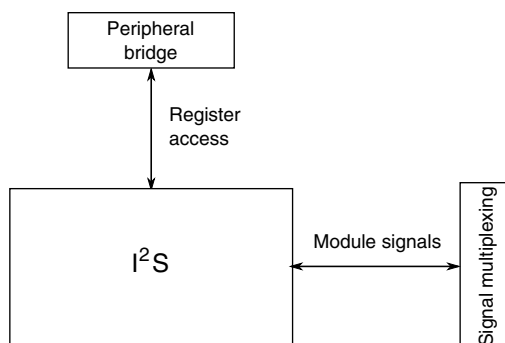 Peripheral
bridge
Register
access
I²S
Module signals
Signal multiplexing